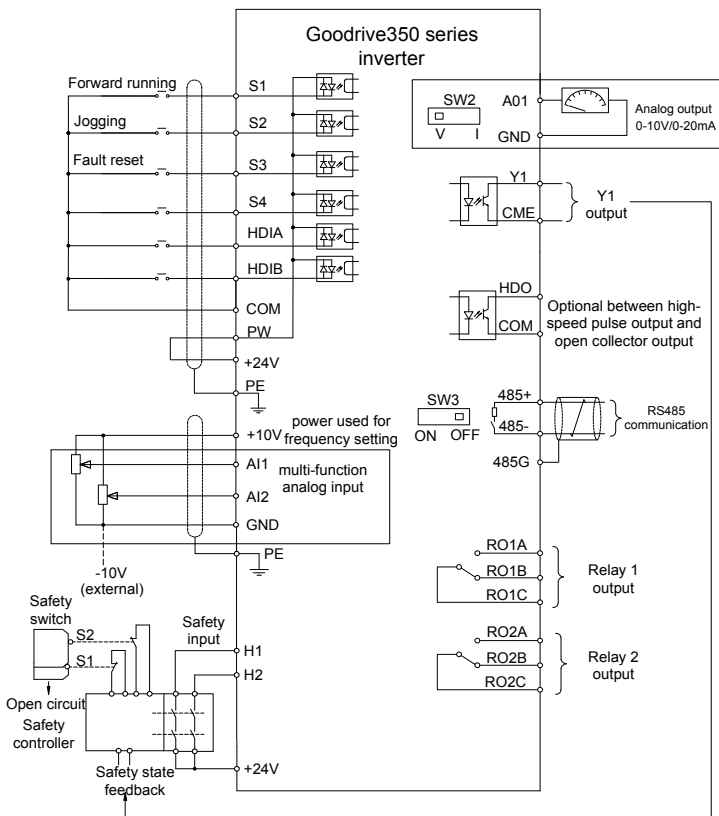 Goodrive350 series
inverter
Forward running
S1
Jogging
S2
Fault reset
S3
S4
HDIA
HDIB
COM
PW
+24V
PE
SW2
V I
A01
GND
Analog output
0-10V/0-20mA
Y1
CME
Y1
output
HDO
COM
Optional between high-
speed pulse output and
open collector output
SW3
ON OFF
485+
485-
485G
RS485
communication
+10V
power used for
frequency setting
AI1
AI2
multi-function
analog input
GND
PE
-10V
(external)
RO1A
RO1B
RO1C
Relay 1
output
RO2A
RO2B
RO2C
Relay 2
output
Safety
switch
S2
S1
Open circuit
Safety
controller
Safety
input
H1
H2
+24V
Safety state
feedback